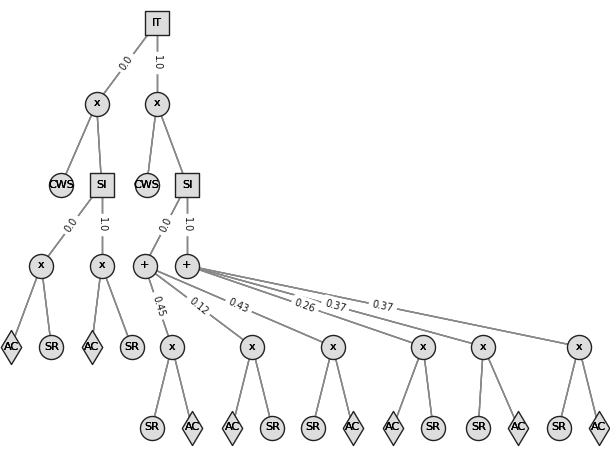 IT
0.0 1.0
x x
CWS SI CWS SI
0.0 1.0 0.0 1.0
x x + +
0.45 0.12 0.43 0.26 0.37 0.37
AC SR AC SR x x x x x x
SR AC AC SR SR AC AC SR SR AC SR AC